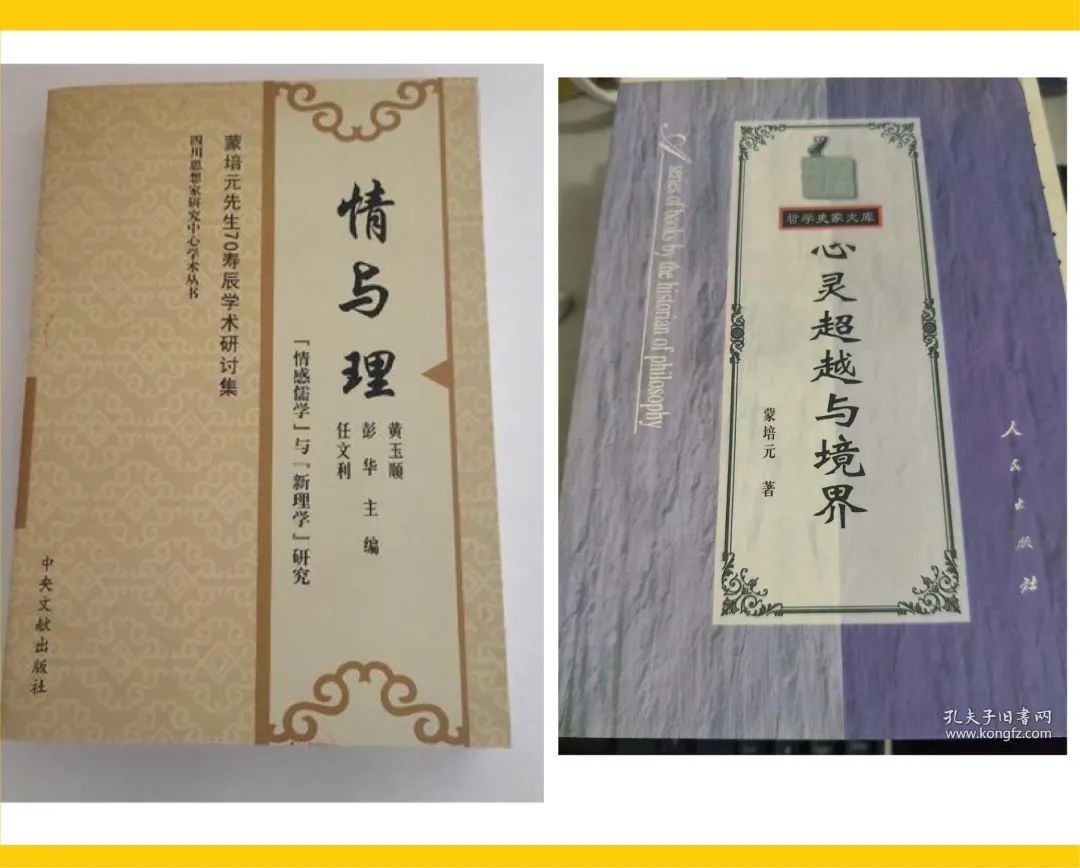 情与理
「情感儒学」与「新理学」研究
黄玉顺
彭华 主编
任文利
蒙培元先生70寿辰学术研讨集
四川思想家研究中心学术丛书
中央文献出版社
A series of books by the historian of philosophy
哲学史家文库
心灵超越与境界
蒙培元 著
人民出版社
孔夫子旧书网
www.kongfz.com